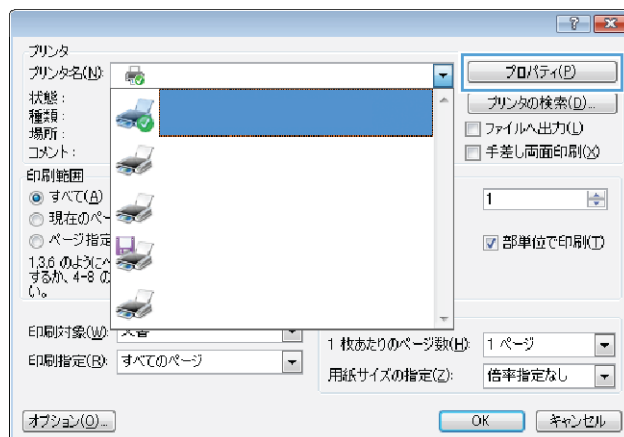 プリンタ
プリンタ名(N):
プロパティ(P)
状態 :
プリンタの検索(D)...
種類 :
ファイルへ出力(L)
場所 :
コメント :
手差し両面印刷(X)
印刷範囲
すべて(A)
1
現在のペー
ページ指定
部単位で印刷(T)
1,3,6 のように
するか、4-8 の
い。
印刷対象(W):
1 枚あたりのページ数(H):
1 ページ
印刷指定(R):
すべてのページ
用紙サイズの指定(Z):
倍率指定なし
オプション(O)...
OK
キャンセル